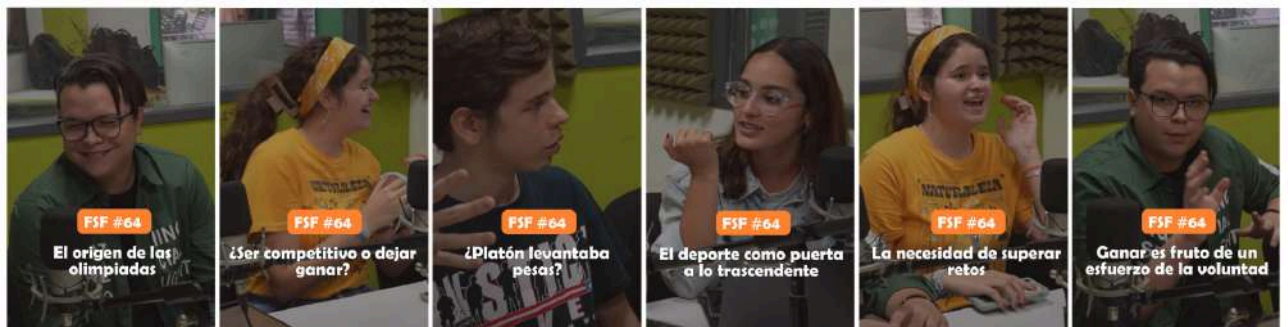 FSF #64
El origen de las
olimpiadas
FSF #64
¿Ser competitivo o dejar
ganar?
FSF #64
¿Platón levantaba
pesas?
FSF #64
El deporte como puerta
a lo trascendente
NATURALEZA
FSF #64
La necesidad de superar
retos
FSF #64
Ganar es fruto de un
esfuerzo de la voluntad